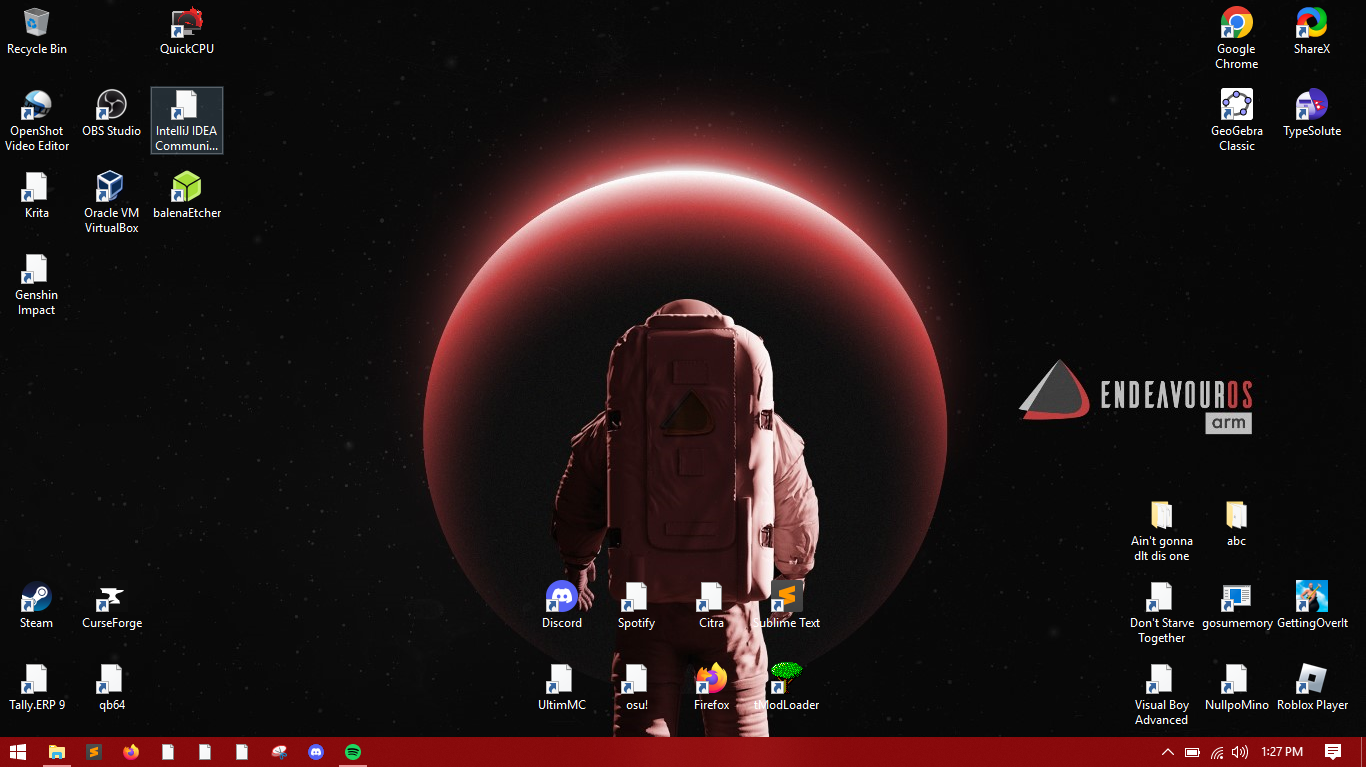 Recycle Bin
QuickCPU
Google
Chrome
ShareX
OpenShot
Video Editor
OBS Studio
IntelliJ IDEA
Communi...
GeoGebra
Classic
TypeSolute
Krita
Oracle VM
VirtualBox
balenaEtcher
Genshin
Impact
ENDEAVOUROS
arm
Ain't gonna
dlt dis one
abc
Steam
CurseForge
Discord
Spotify
Citra
Sublime Text
Don't Starve
Together
gosumemory
GettingOverIt
Tally.ERP 9
qb64
UltimMC
osu!
Firefox
tModLoader
Visual Boy
Advanced
NullpoMino
Roblox Player
1:27 PM